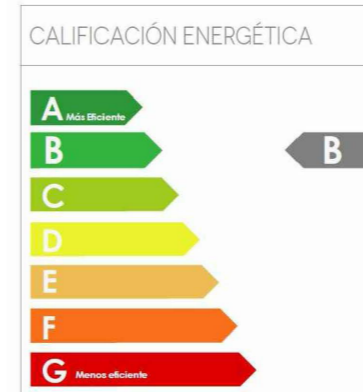 CALIFICACIÓN ENERGÉTICA
A Más Eficiente
B B
C
D
E
F
G Menos eficiente